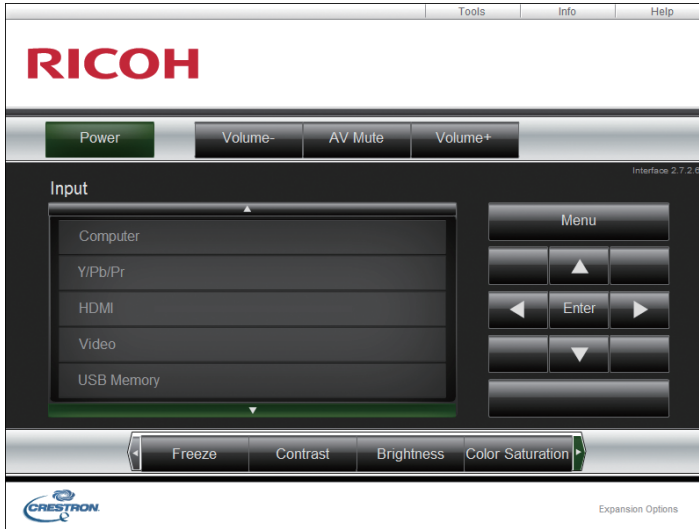 Tools Info Help
RICOH
Power Volume- AV Mute Volume+
Interface 2.7.2.6
Input
Computer
Menu
Y/Pb/Pr
HDMI
Enter
Video
USB Memory
Freeze Contrast Brightness Color Saturation
CRESTRON
Expansion Options